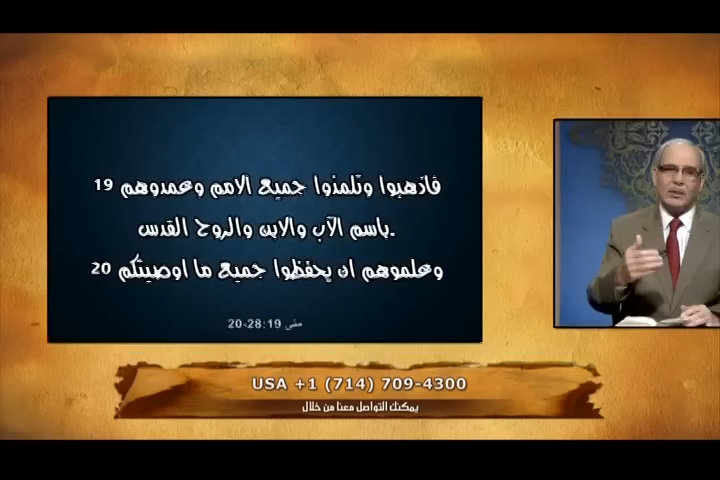 فاذهبوا وتلمذوا جميع الامم وعمدوهم 19
باسم الآب والابن والروح القدس.
وعلموهم ان يحفظوا جميع ما اوصيتكم 20
متى 28:19-20
USA +1 (714) 709-4300
يمكنك التواصل معنا من خلال